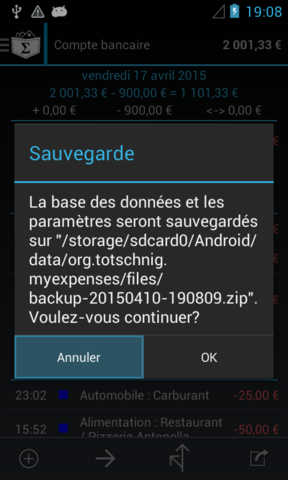 19:08
Compte bancaire 2 001,33 €
vendredi 17 avril 2015
2 001,33 € - 900,00 € = 1 101,33 €
+ 0,00 € - 900,00 € <-> 0,00 €
Sauvegarde
La base des données et les
paramètres seront sauvegardés
sur "/storage/sdcard0/Android/
data/org.totschnig.
myexpenses/files/
backup-20150410-190809.zip".
Voulez-vous continuer?
Annuler OK
23:02 Automobile : Carburant -25,00 €
15:52 Alimentation : Restaurant -50,00 €
/ Pizzeria Antonella